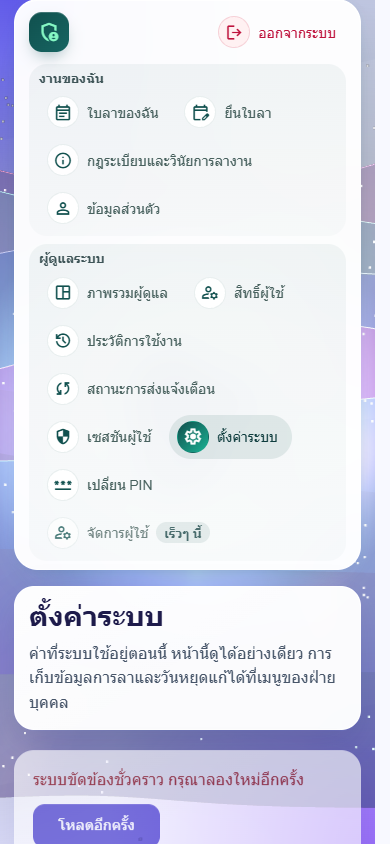 ออกจากระบบ
งานของฉัน
ใบลาของฉัน ยื่นใบลา
กฎระเบียบและวินัยการลางาน
ข้อมูลส่วนตัว
ผู้ดูแลระบบ
ภาพรวมผู้ดูแล สิทธิ์ผู้ใช้
ประวัติการใช้งาน
สถานะการส่งแจ้งเตือน
เซสชันผู้ใช้ ตั้งค่าระบบ
เปลี่ยน PIN
จัดการผู้ใช้ เร็วๆ นี้
ตั้งค่าระบบ
ค่าที่ระบบใช้อยู่ตอนนี้ หน้านี้ดูได้อย่างเดียว การ
เก็บข้อมูลการลาและวันหยุดแก้ได้ที่เมนูของฝ่าย
บุคคล
ระบบขัดข้องชั่วคราว กรุณาลองใหม่อีกครั้ง
โหลดอีกครั้ง